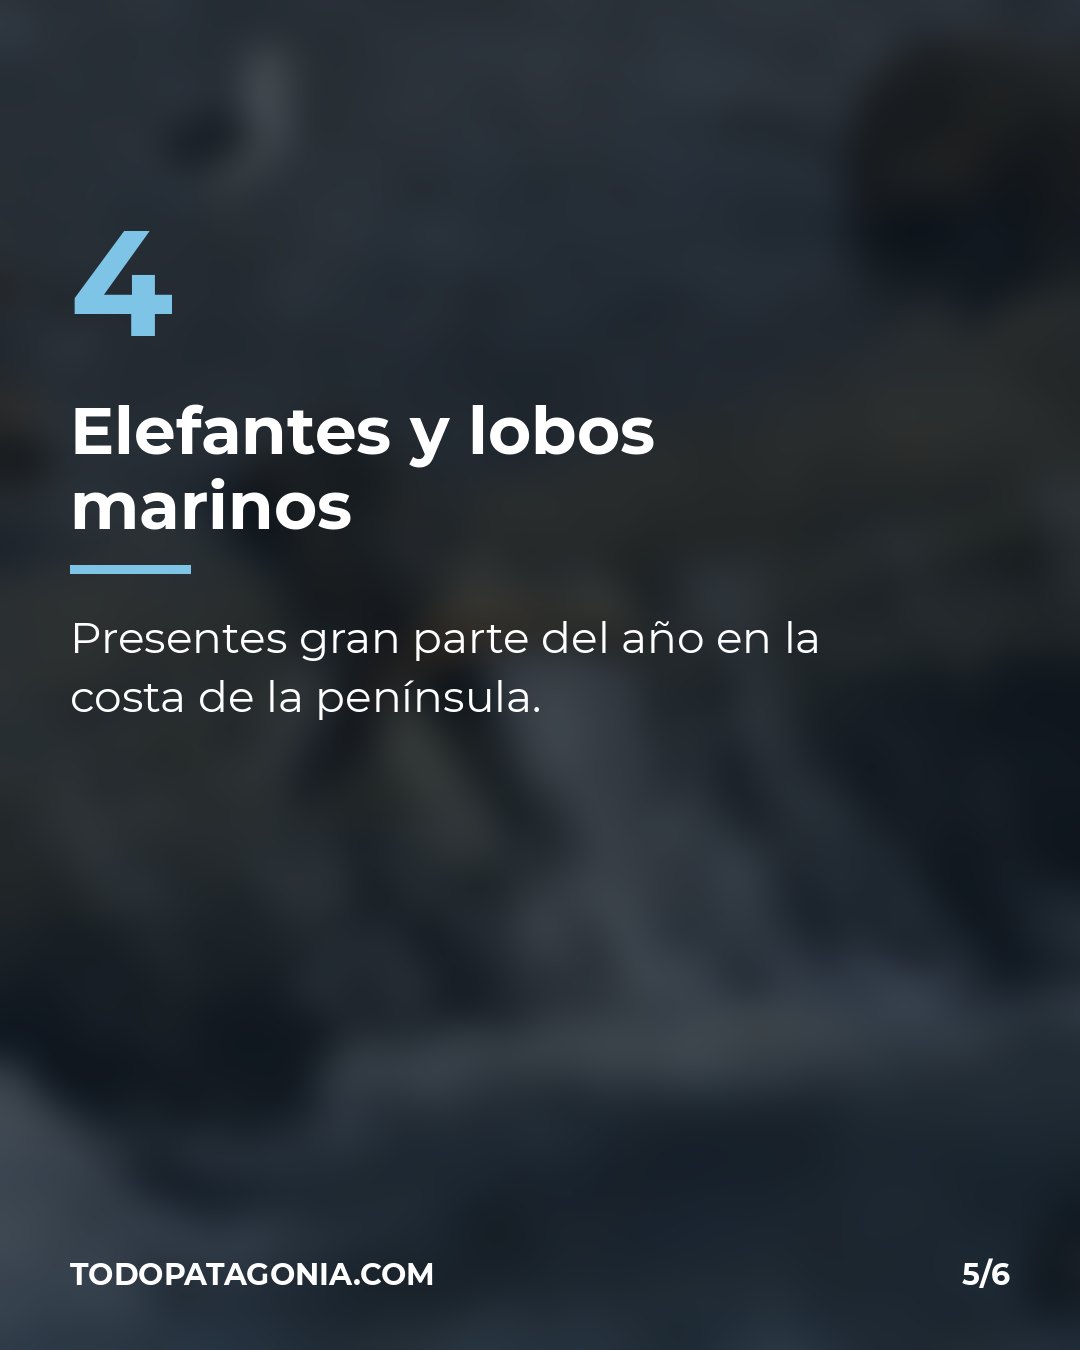 4
Elefantes y lobos
marinos
Presentes gran parte del año en la
costa de la península.
TODOPATAGONIA.COM
5/6